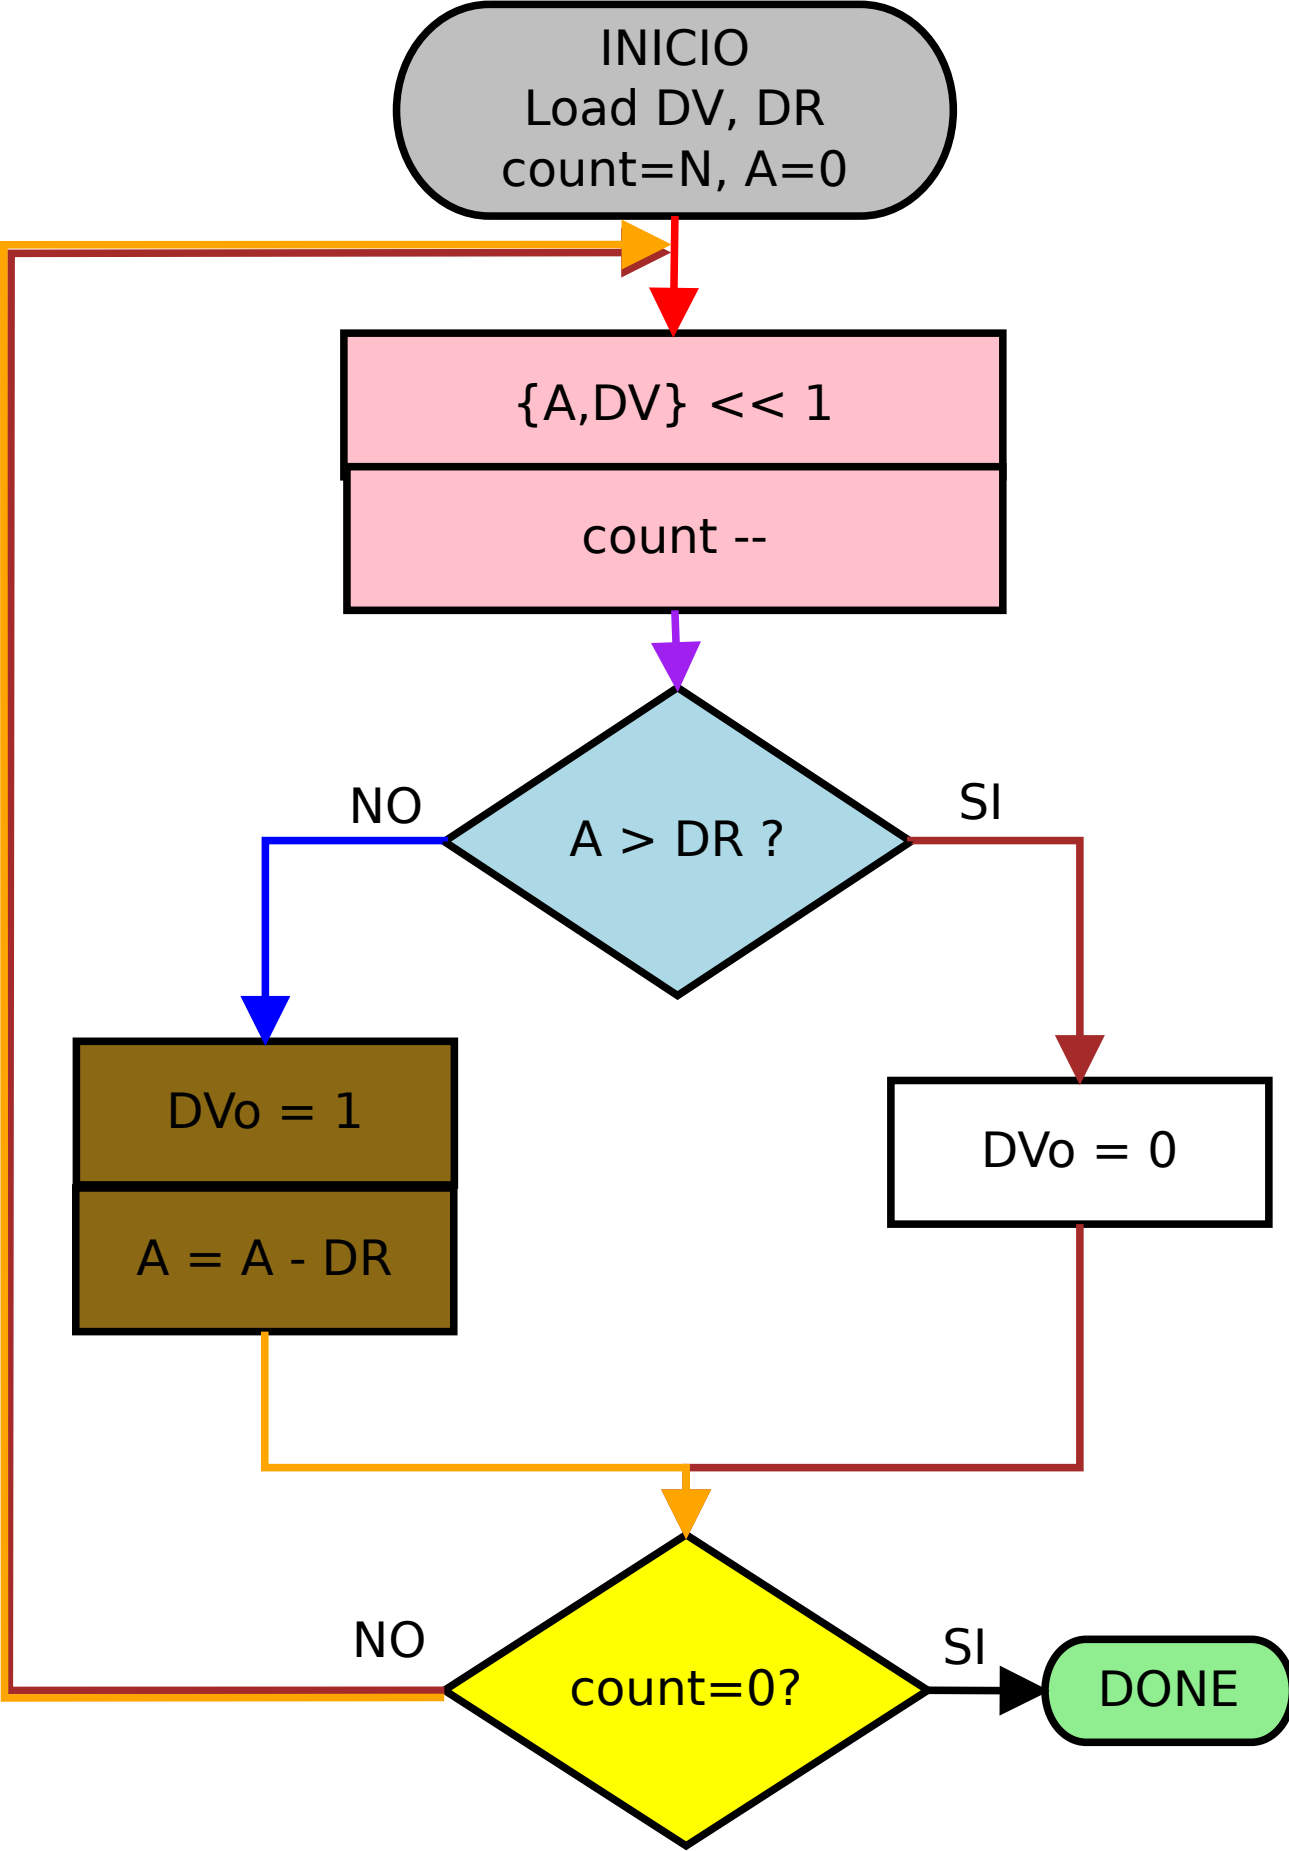 INICIO
Load DV, DR
count=N, A=0
{A,DV} << 1
count --
NO
SI
A > DR ?
DVo = 1
DVo = 0
A = A - DR
NO
SI
count=0?
DONE